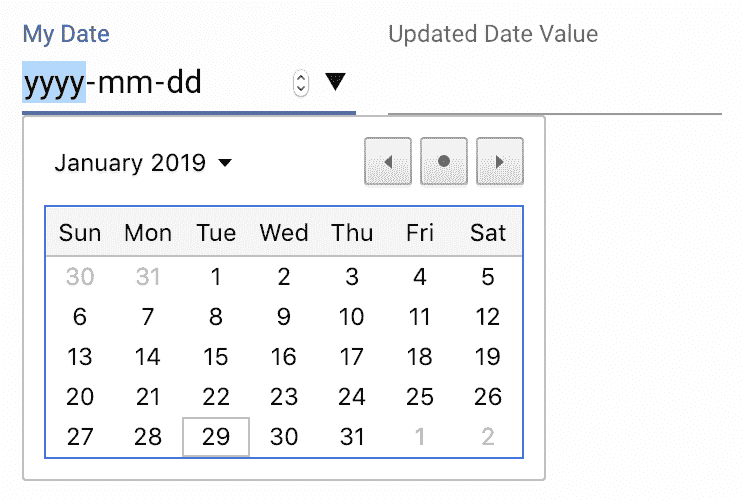 My Date
Updated Date Value
yyyy-mm-dd
January 2019
Sun Mon Tue Wed Thu Fri Sat
30 31 1 2 3 4 5
6 7 8 9 10 11 12
13 14 15 16 17 18 19
20 21 22 23 24 25 26
27 28 29 30 31 1 2